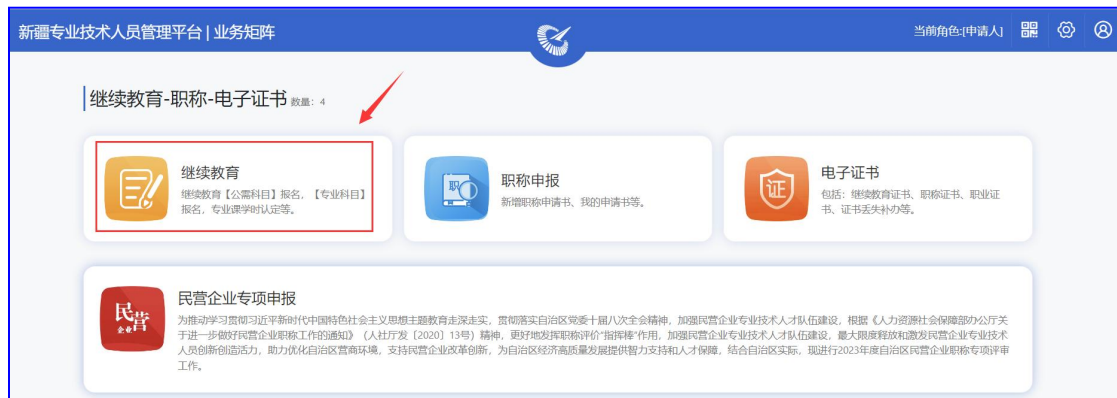 新疆专业技术人员管理平台 | 业务矩阵
当前角色:[申请人]
继续教育-职称-电子证书 数量：4
继续教育
继续教育【公需科目】报名，【专业科目】
报名，专业课学时认定等。
职
职称申报
新增职称申请书、我的申请书等。
证
电子证书
包括：继续教育证书、职称证书、职业证
书、证书丢失补办等。
民营
企业
民营企业专项申报
为推动学习贯彻习近平新时代中国特色社会主义思想主题教育走深走实，贯彻落实自治区党委十届八次全会精神，加强民营企业专业技术人才队伍建设，根据《人力资源社会保障部办公厅关
于进一步做好民营企业职称工作的通知》（人社厅发〔2020〕13号）精神，更好地发挥职称评价“指挥棒”作用，加强民营企业专业技术人才队伍建设，最大限度释放和激发民营企业专业技术
人员创新创造活力，助力优化自治区营商环境，支持民营企业改革创新，为自治区经济高质量发展提供智力支持和人才保障，结合自治区实际，现进行2023年度自治区民营企业职称专项评审
工作。